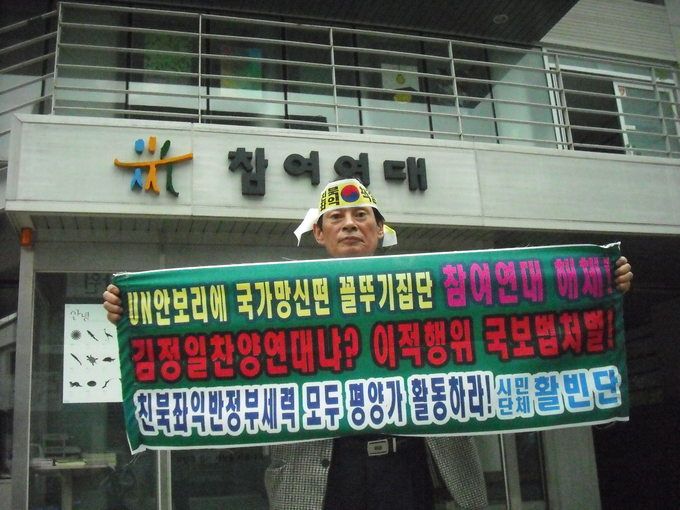 참여연대
안녕
UN안보리에 국가망신떤 꼴뚜기집단 참여연대 해체!
김정일찬양연대냐? 이적행위 국보법처벌!
친북좌익반정부세력 모두 평양가 활동하라! 시민단체 활빈단